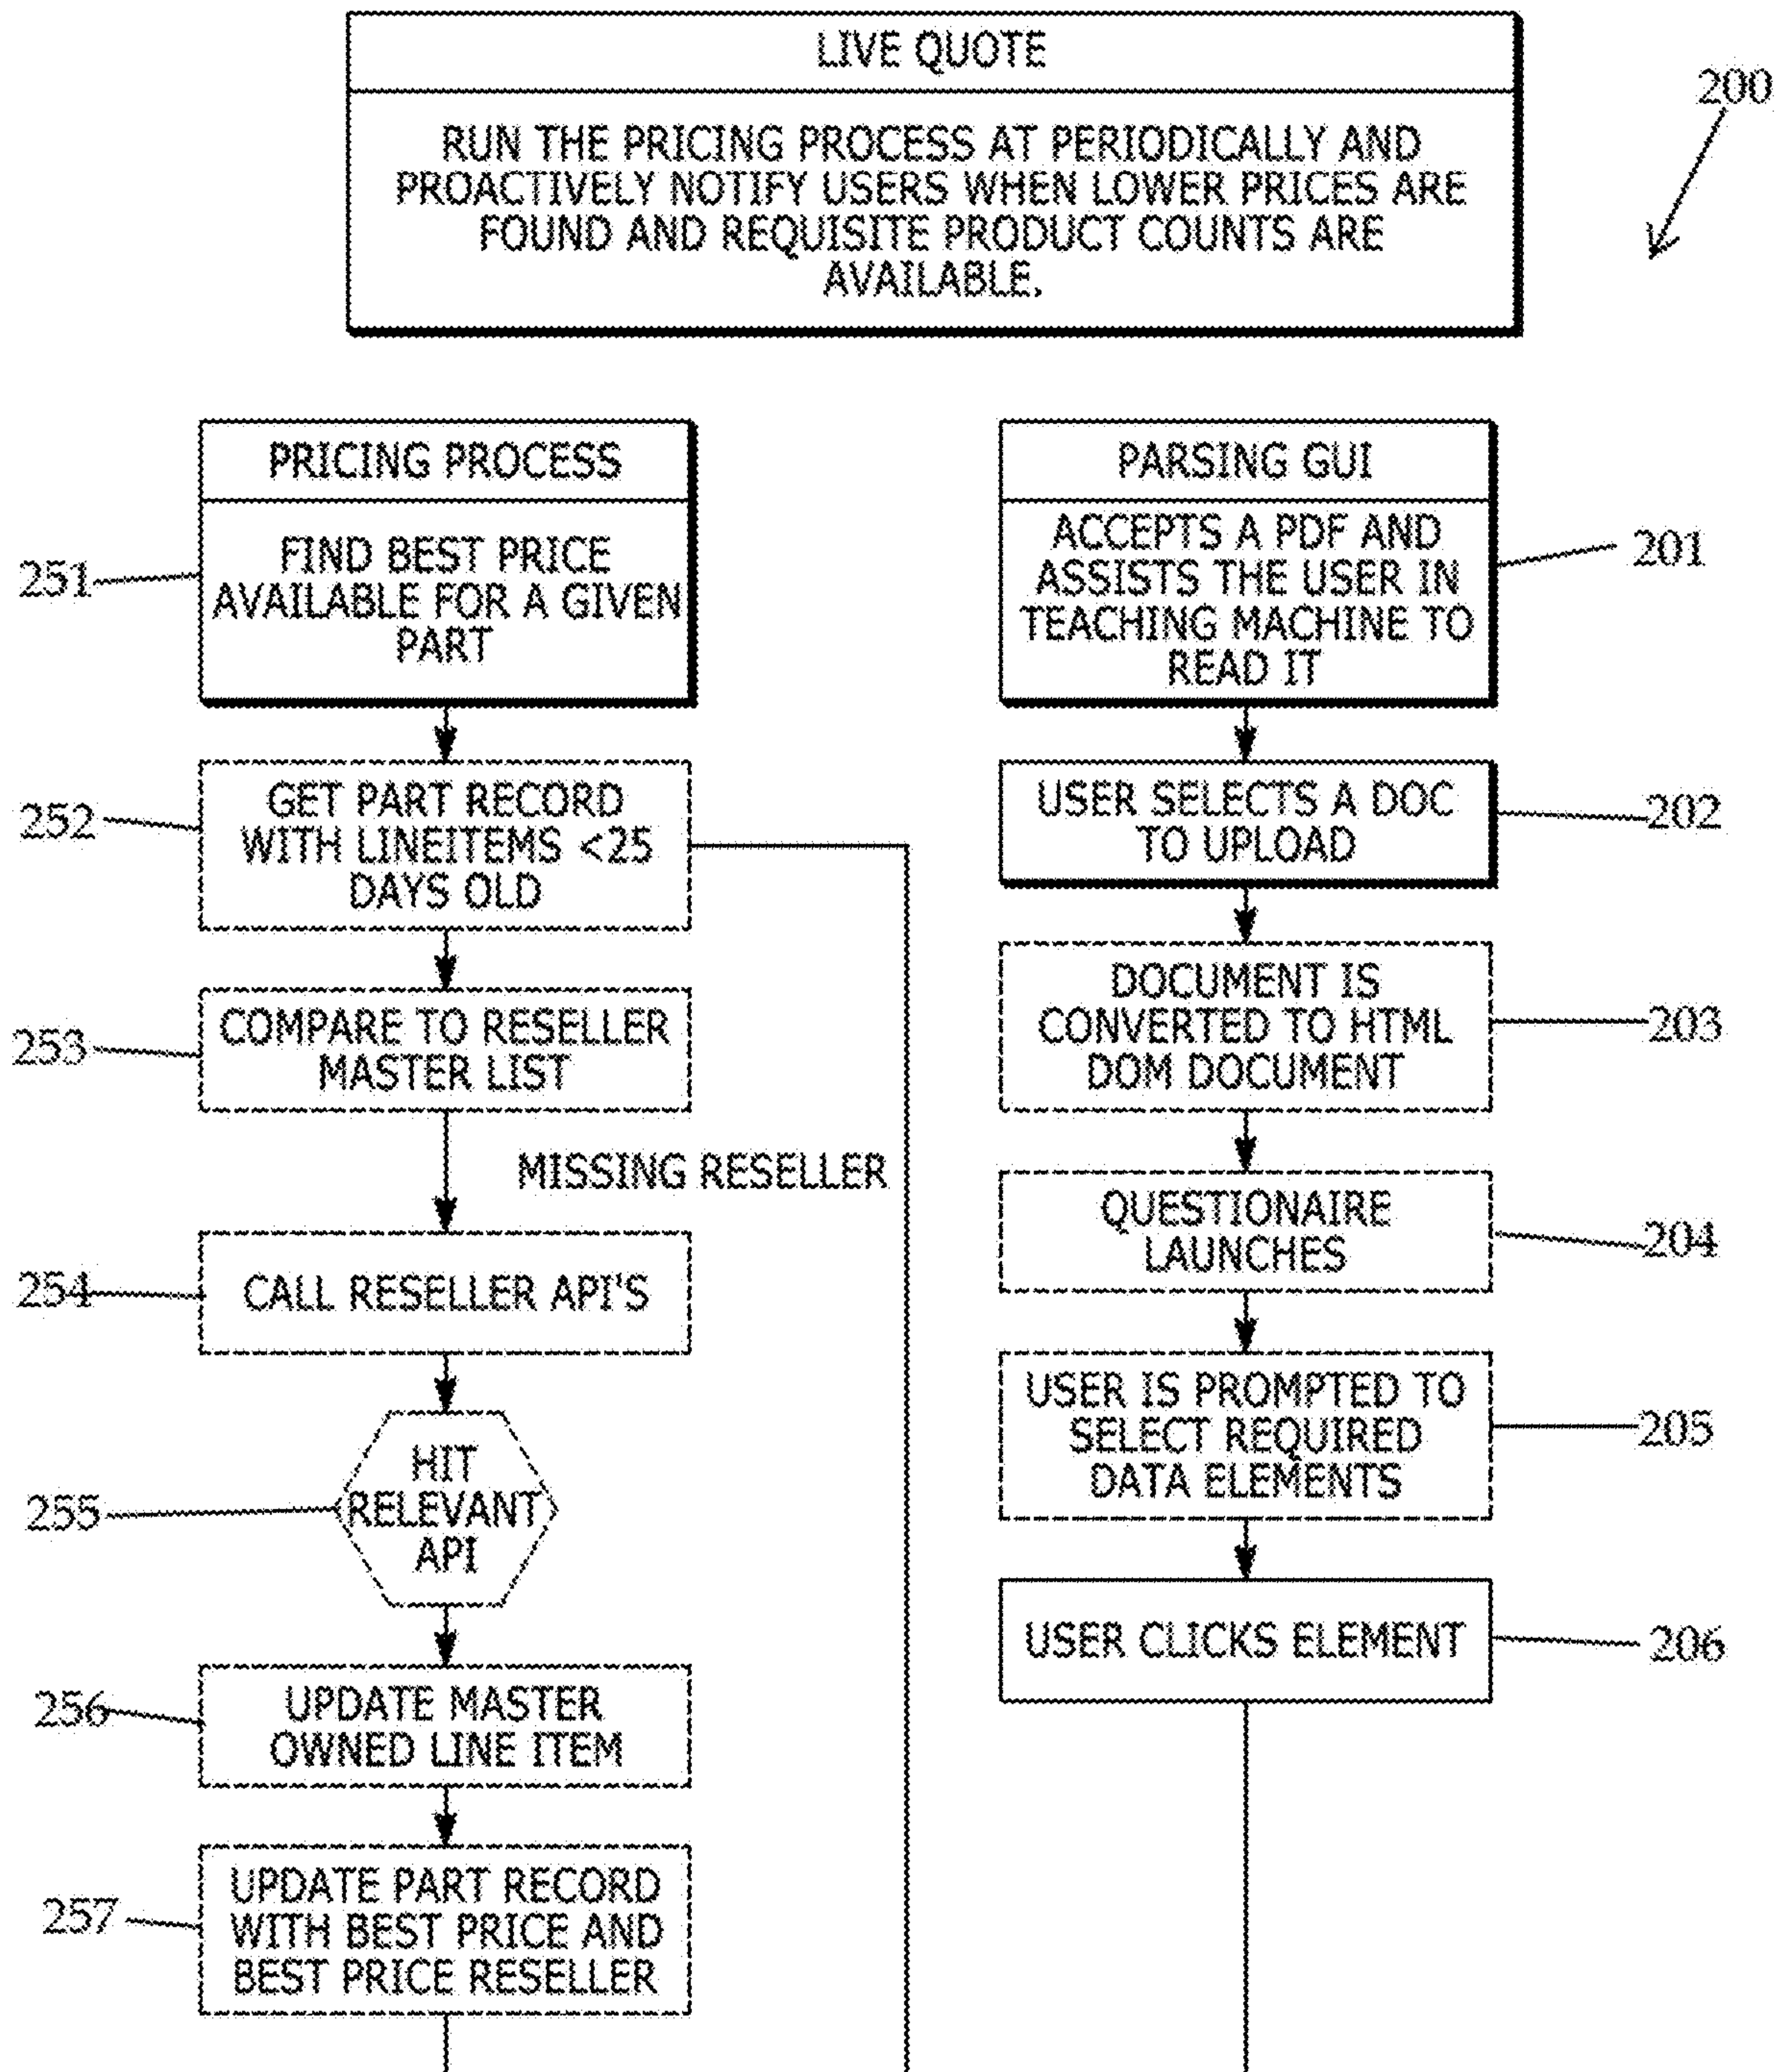 LIVE QUOTE
RUN THE PRICING PROCESS AT PERIODICALLY AND
PROACTIVELY NOTIFY USERS WHEN LOWER PRICES ARE
FOUND AND REQUISITE PRODUCT COUNTS ARE
AVAILABLE.
200
PRICING PROCESS
FIND BEST PRICE
AVAILABLE FOR A GIVEN
PART
251
GET PART RECORD
WITH LINEITEMS <25
DAYS OLD
252
COMPARE TO RESELLER
MASTER LIST
253
MISSING RESELLER
CALL RESELLER API'S
254
HIT
RELEVANT
API
255
UPDATE MASTER
OWNED LINE ITEM
256
UPDATE PART RECORD
WITH BEST PRICE AND
BEST PRICE RESELLER
257
PARSING GUI
ACCEPTS A PDF AND
ASSISTS THE USER IN
TEACHING MACHINE TO
READ IT
201
USER SELECTS A DOC
TO UPLOAD
202
DOCUMENT IS
CONVERTED TO HTML
DOM DOCUMENT
203
QUESTIONAIRE
LAUNCHES
204
USER IS PROMPTED TO
SELECT REQUIRED
DATA ELEMENTS
205
USER CLICKS ELEMENT
206